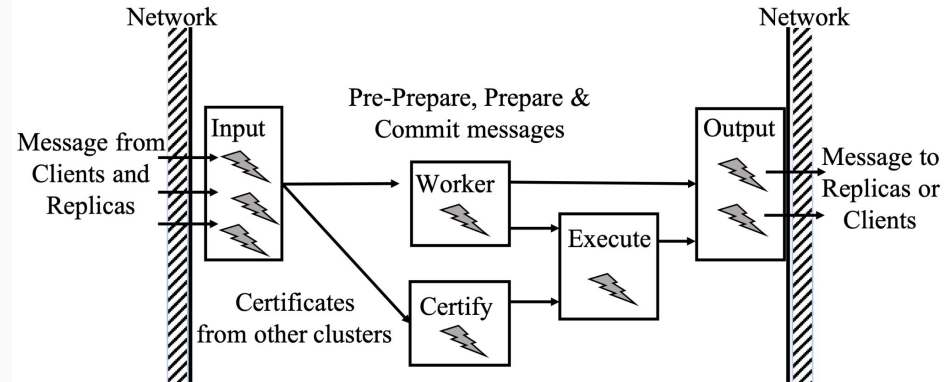 Network
Network
Pre-Prepare, Prepare &
Commit messages
Input
Output
Message from
Clients and
Replicas
Worker
Message to
Replicas or
Clients
Execute
Certificates
from other clusters
Certify